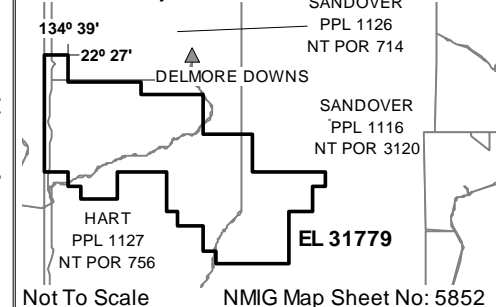 SANDOVER
PPL 1126
NT POR 714
134º 39'
22º 27'
DELMORE DOWNS
SANDOVER
PPL 1116
NT POR 3120
HART
PPL 1127
NT POR 756
EL 31779
Not To Scale
NMIG Map Sheet No: 5852